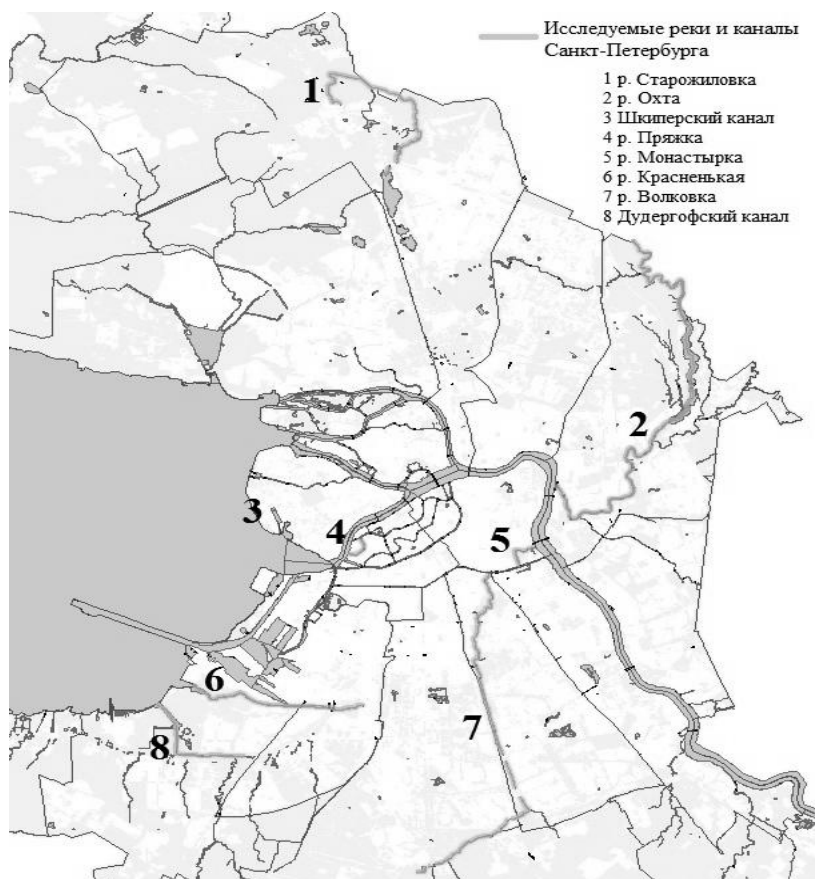 Исследуемые реки и каналы
Санкт-Петербурга
1 р. Старожиловка
2 р. Охта
3 Шкиперский канал
4 р. Пряжка
5 р. Монастырка
6 р. Красненькая
7 р. Волковка
8 Дудергофский канал
1
2
3
4
5
6
7
8